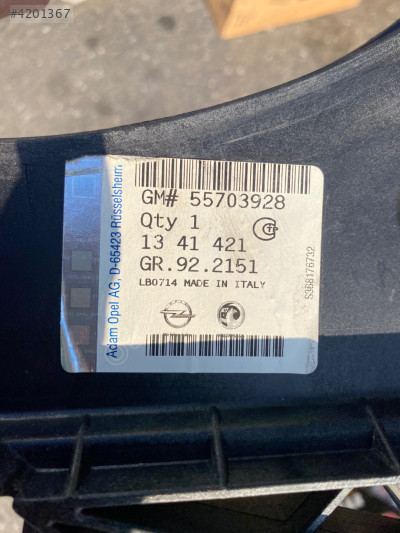 #4201367
GM# 55703928
Qty 1
13 41 421
GR.92.2151
LB0714 MADE IN ITALY
Adam Opel AG, D-65423 Rüsselsheim
S368176732